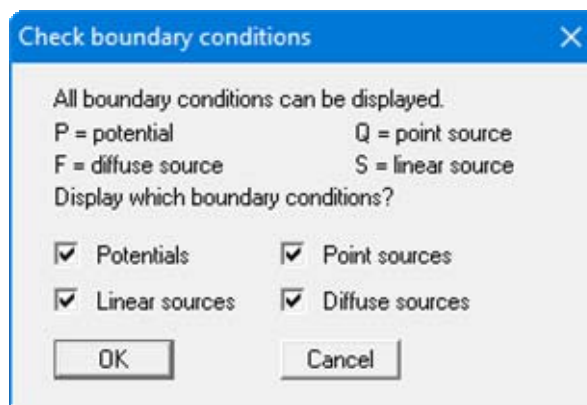 Check boundary conditions
All boundary conditions can be displayed.
P = potential Q = point source
F = diffuse source S = linear source
Display which boundary conditions?
Potentials Point sources
Linear sources Diffuse sources
OK Cancel